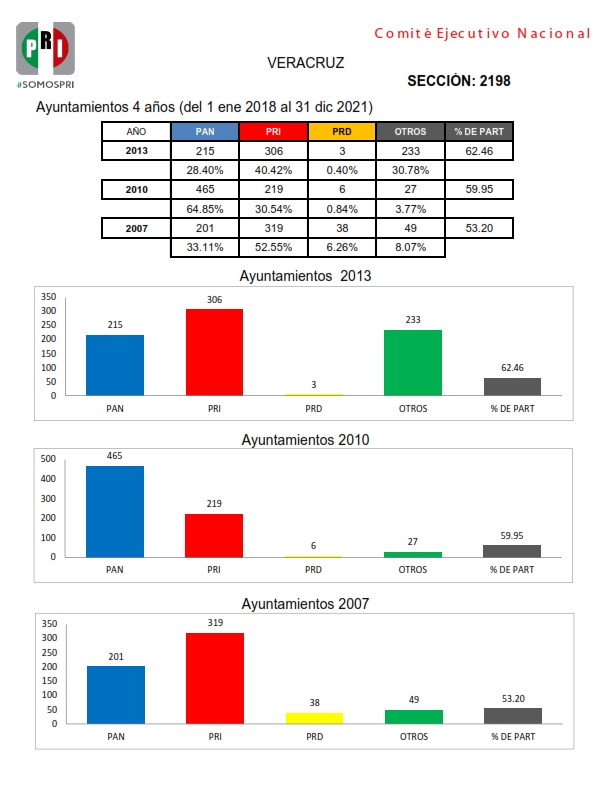 Comité Ejecutivo Nacional
PRI
#SOMOSPRI
VERACRUZ
SECCIÒN: 2198
Ayuntamientos 4 años (del 1 ene 2018 al 31 dic 2021)
AÑO PAN PRI PRD OTROS % DE PART
2013 215 306 3 233 62.46
28.40% 40.42% 0.40% 30.78%
2010 465 219 6 27 59.95
64.85% 30.54% 0.84% 3.77%
2007 201 319 38 49 53.20
33.11% 52.55% 6.26% 8.07%
Ayuntamientos 2013
350
300
250
200
150
100
50
0
215 306 3 233 62.46
PAN PRI PRD OTROS % DE PART
Ayuntamientos 2010
500
400
300
200
100
0
465 219 6 27 59.95
PAN PRI PRD OTROS % DE PART
Ayuntamientos 2007
350
300
250
200
150
100
50
0
201 319 38 49 53.20
PAN PRI PRD OTROS % DE PART